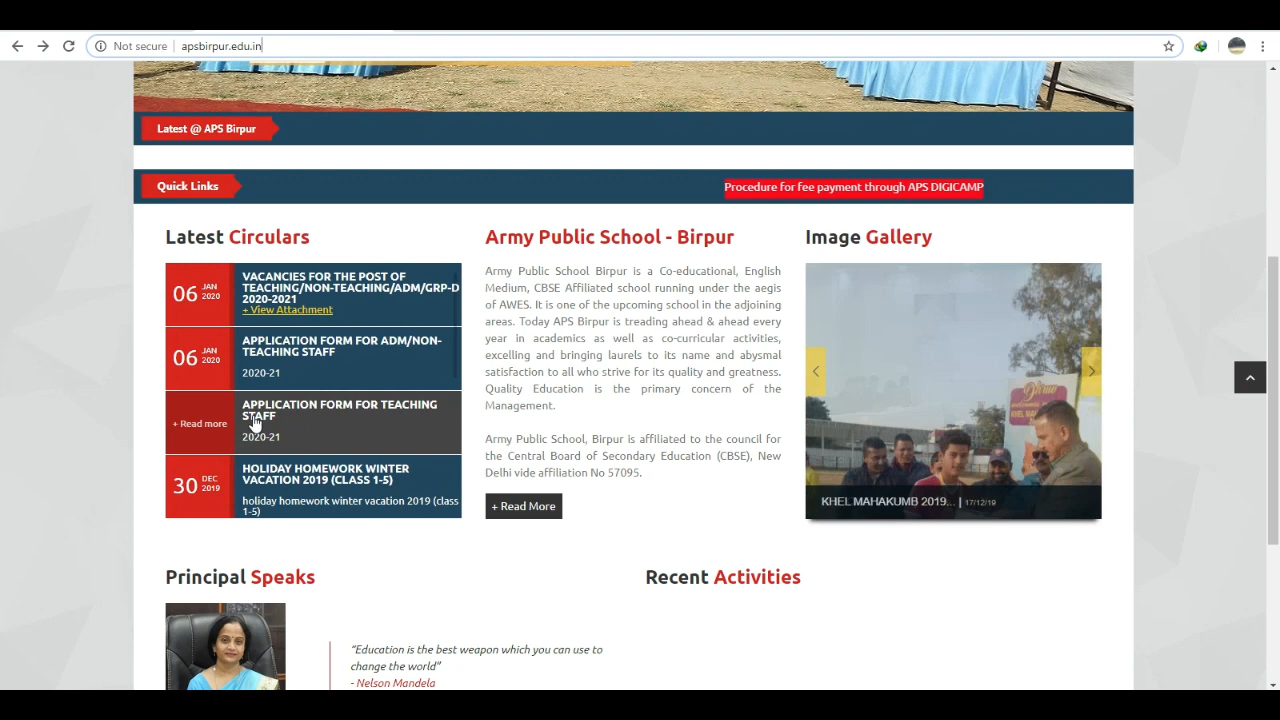 Not secure
apsbirpur.edu.in
Latest @ APS Birpur
Quick Links
Procedure for fee payment through APS DIGICAMP
Latest Circulars
06 JAN 2020
VACANCIES FOR THE POST OF
TEACHING/NON-TEACHING/ADM/GRP-D
2020-2021
+ View Attachment
06 JAN 2020
APPLICATION FORM FOR ADM/NON-
TEACHING STAFF
2020-21
+ Read more
APPLICATION FORM FOR TEACHING
STAFF
2020-21
30 DEC 2019
HOLIDAY HOMEWORK WINTER
VACATION 2019 (CLASS 1-5)
holiday homework winter vacation 2019 (class
1-5)
Army Public School - Birpur
Army Public School Birpur is a Co-educational, English
Medium, CBSE Affiliated school running under the aegis
of AWES. It is one of the upcoming school in the adjoining
areas. Today APS Birpur is treading ahead & ahead every
year in academics as well as co-curricular activities,
excelling and bringing laurels to its name and abysmal
satisfaction to all who strive for its quality and greatness.
Quality Education is the primary concern of the
Management.
Army Public School, Birpur is affiliated to the council for
the Central Board of Secondary Education (CBSE), New
Delhi vide affiliation No 57095.
+ Read More
Image Gallery
KHEL MAHAKUMB 2019... | 17/12/19
Principal Speaks
“Education is the best weapon which you can use to
change the world”
- Nelson Mandela
Recent Activities